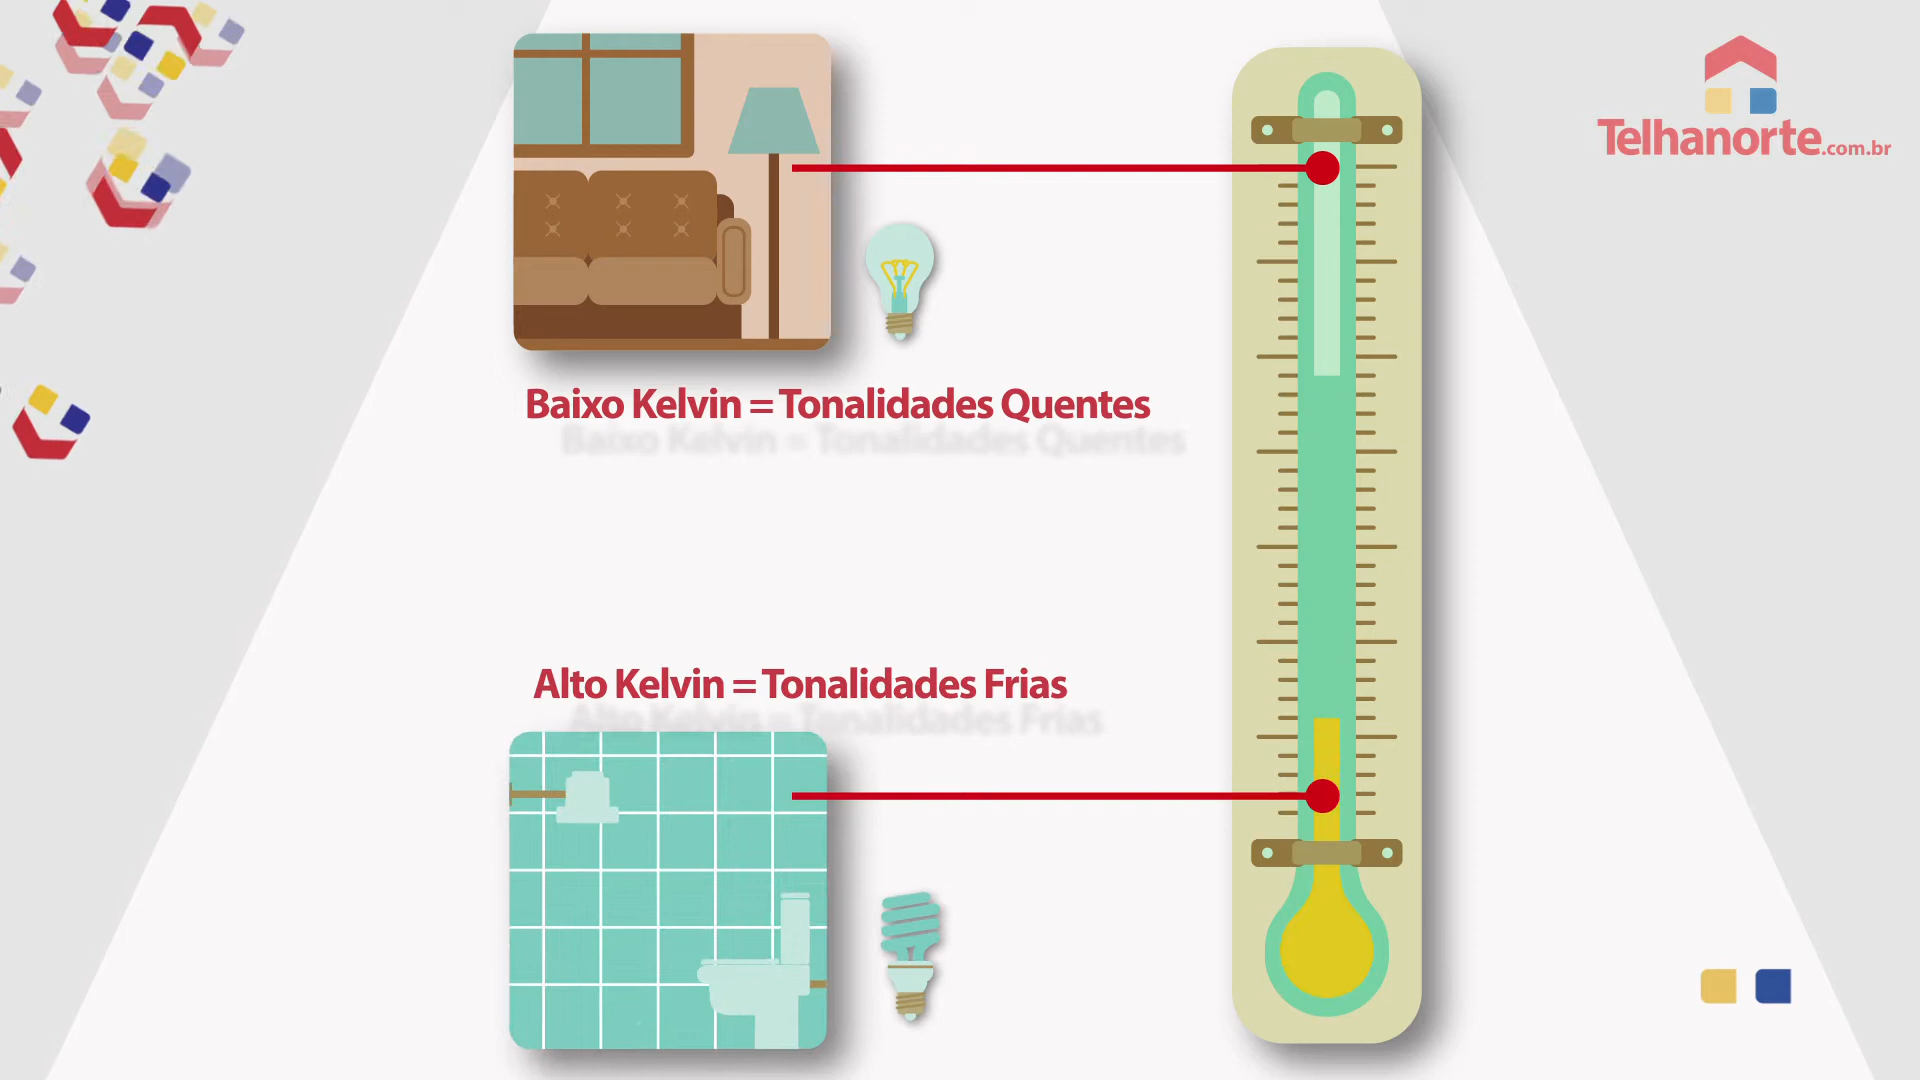 Telhanorte.com.br
Baixo Kelvin = Tonalidades Quentes
Alto Kelvin = Tonalidades Frias